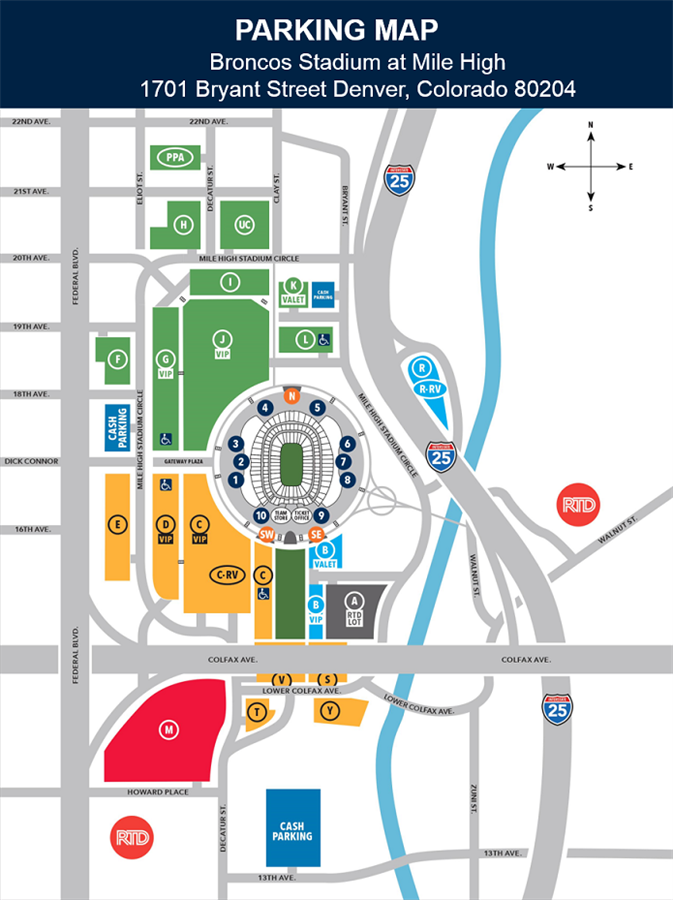 PARKING MAP
Broncos Stadium at Mile High
1701 Bryant Street Denver, Colorado 80204
22ND AVE.
22ND AVE.
N
W
E
S
PPA
ELIOT ST.
DECATUR ST.
CLAY ST.
BRYANT ST.
INTERSTATE
25
21ST AVE.
H
UC
FEDERAL BLVD.
20TH AVE.
MILE HIGH STADIUM CIRCLE
I
K
VALET
CASH
PARKING
19TH AVE.
J
VIP
L
G
VIP
F
R
R-RV
18TH AVE.
CASH
PARKING
MILE HIGH STADIUM CIRCLE
MILE HIGH STADIUM CIRCLE
N
4
5
3
6
2
7
1
8
INTERSTATE
25
DICK CONNOR
GATEWAY PLAZA
10
TEAM
STORE
TICKET
OFFICE
9
SW
SE
RTD
16TH AVE.
E
D
VIP
C
VIP
B
VALET
WALNUT ST.
WALNUT ST.
C-RV
C
B
VIP
A
RTD
LOT
FEDERAL BLVD.
COLFAX AVE.
COLFAX AVE.
V
S
LOWER COLFAX AVE.
LOWER COLFAX AVE.
T
Y
INTERSTATE
25
M
HOWARD PLACE
DECATUR ST.
ZUNI ST.
RTD
CASH
PARKING
13TH AVE.
13TH AVE.